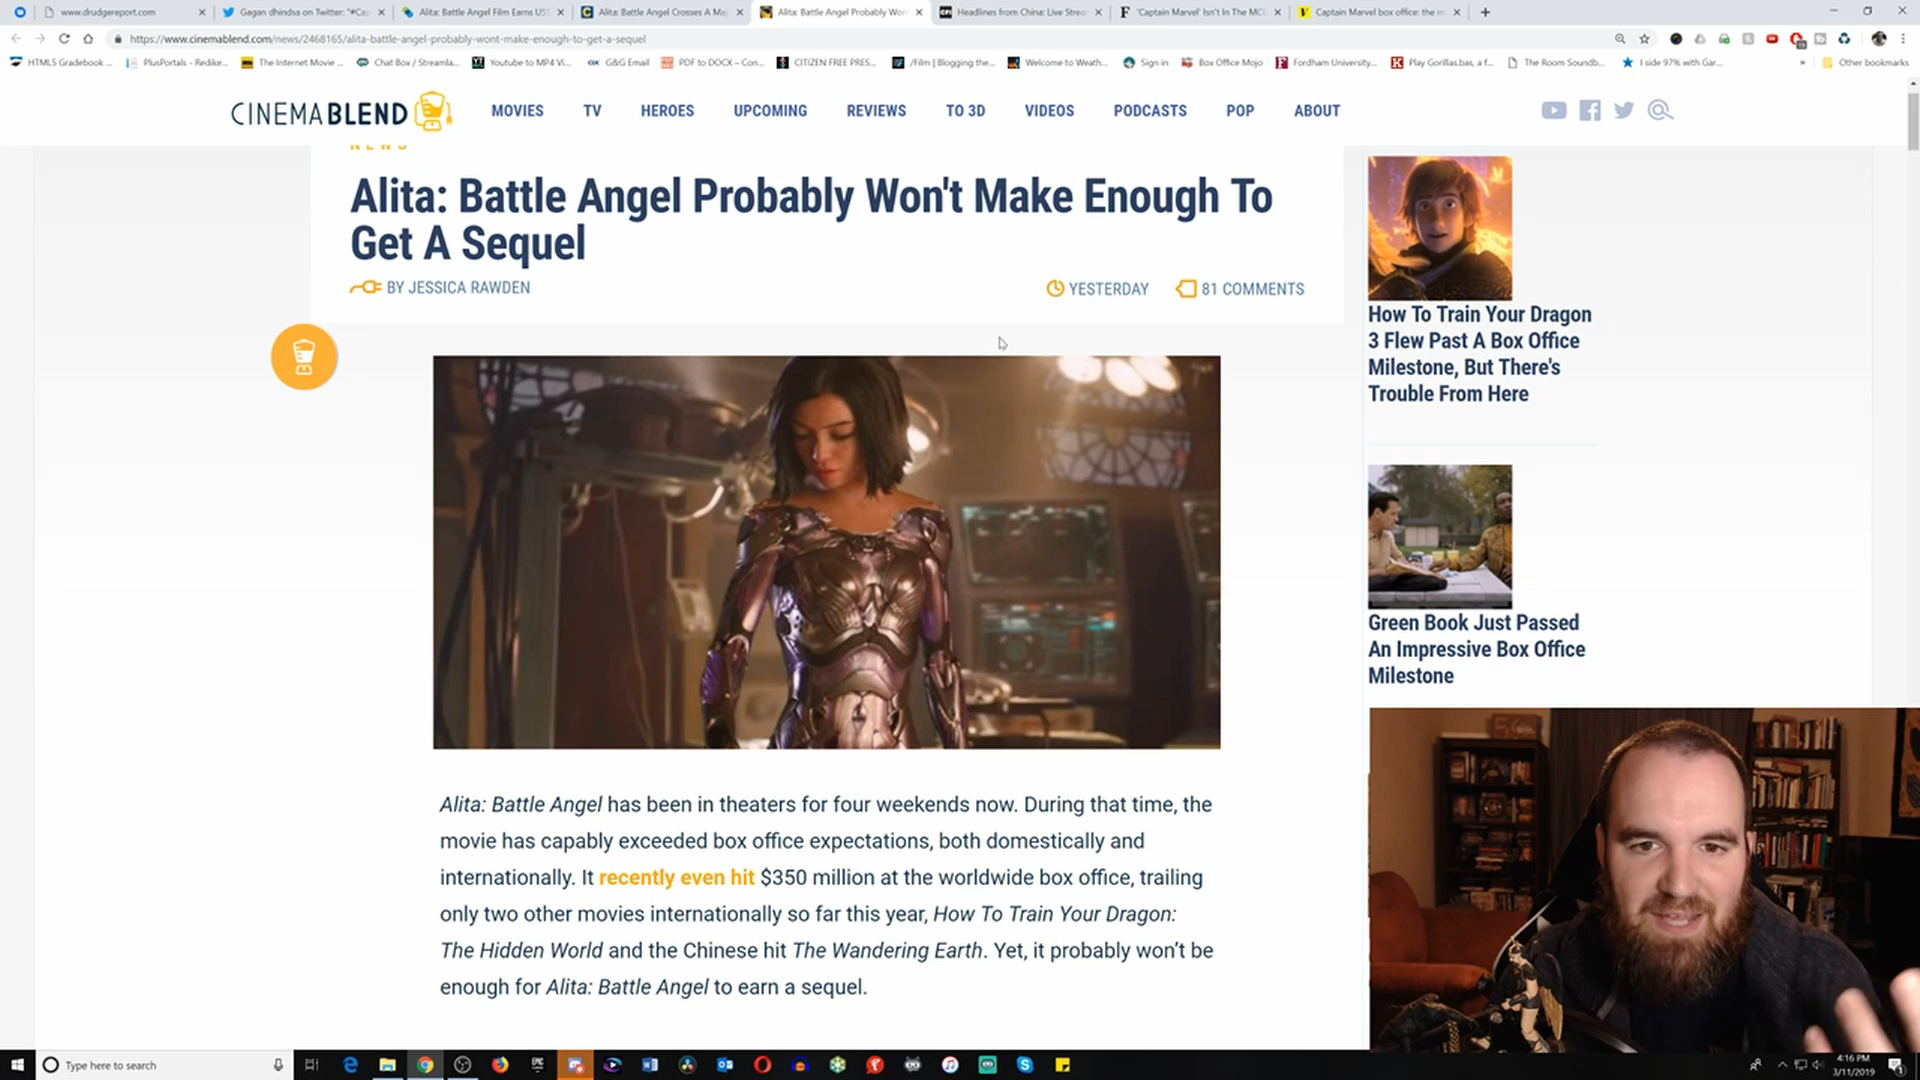 www.drudgereport.com
Gagan dhindsa on Twitter: "#Cap
Alita: Battle Angel Film Earns US$
Alita: Battle Angel Crosses A Maj
Alita: Battle Angel Probably Won
Headlines from China: Live Strea
'Captain Marvel' Isn't In The MCU
Captain Marvel box office: the m
https://www.cinemablend.com/news/2468165/alita-battle-angel-probably-wont-make-enough-to-get-a-sequel
HTML5 Gradebook ...
PlusPortals - Redike...
The Internet Movie ...
Chat Box / Streamla...
Youtube to MP4 Vi...
G&G Email
PDF to DOCX – Con...
CITIZEN FREE PRES...
/Film | Blogging the...
Welcome to Weath...
Sign in
Box Office Mojo
Fordham University...
Play Gorillas.bas, a f...
The Room Soundb...
I side 97% with Gar...
Other bookmarks
CINEMABLEND
MOVIES
TV
HEROES
UPCOMING
REVIEWS
TO 3D
VIDEOS
PODCASTS
POP
ABOUT
NEWS
Alita: Battle Angel Probably Won't Make Enough To
Get A Sequel
BY JESSICA RAWDEN
YESTERDAY
81 COMMENTS
How To Train Your Dragon
3 Flew Past A Box Office
Milestone, But There's
Trouble From Here
Green Book Just Passed
An Impressive Box Office
Milestone
Alita: Battle Angel has been in theaters for four weekends now. During that time, the
movie has capably exceeded box office expectations, both domestically and
internationally. It recently even hit $350 million at the worldwide box office, trailing
only two other movies internationally so far this year, How To Train Your Dragon:
The Hidden World and the Chinese hit The Wandering Earth. Yet, it probably won't be
enough for Alita: Battle Angel to earn a sequel.
Type here to search
4:16 PM
3/11/2019